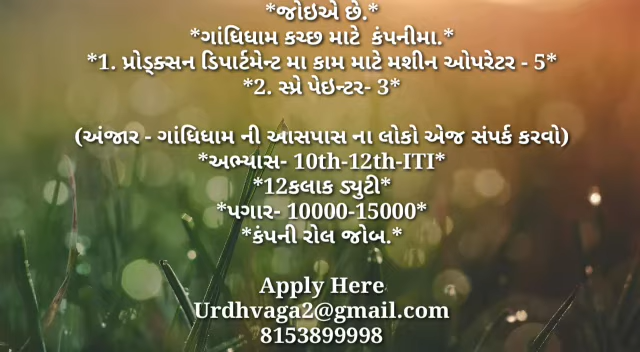 *જોઇએ છે.*
*ગાંધિધામ કચ્છ માટે કંપનીમા.*
*1. પ્રોડ્ક્સન ડિપાર્ટમેન્ટ મા કામ માટે મશીન ઓપરેટર - 5*
*2. સ્પ્રે પેઇન્ટર- 3*
(અંજાર - ગાંધિધામ ની આસપાસ ના લોકો એજ સંપર્ક કરવો)
*અભ્યાસ- 10th-12th-ITI*
*12કલાક ડ્યુટી*
*પગાર- 10000-15000*
*કંપની રોલ જોબ.*
Apply Here
Urdhvaga2@gmail.com
8153899998